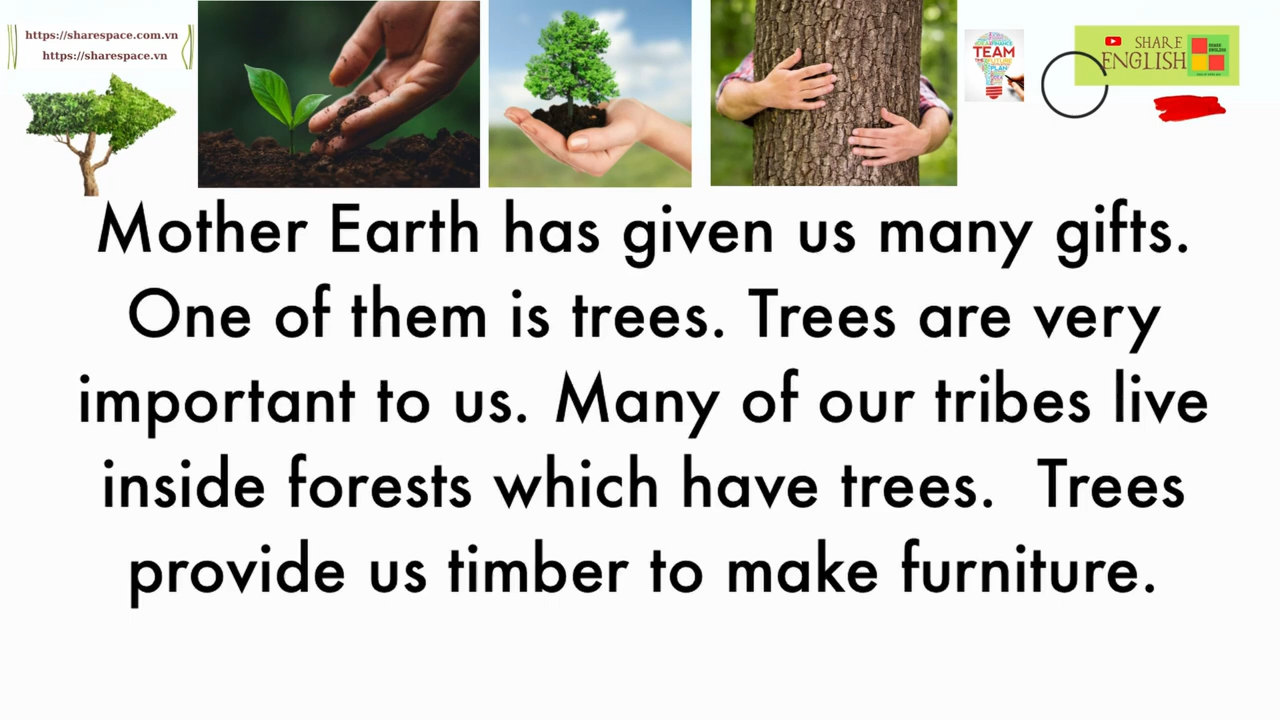 https://sharespace.com.vn
https://sharespace.vn
TEAM
PLAN
SHARE
ENGLISH
Mother Earth has given us many gifts.
One of them is trees. Trees are very
important to us. Many of our tribes live
inside forests which have trees. Trees
provide us timber to make furniture.